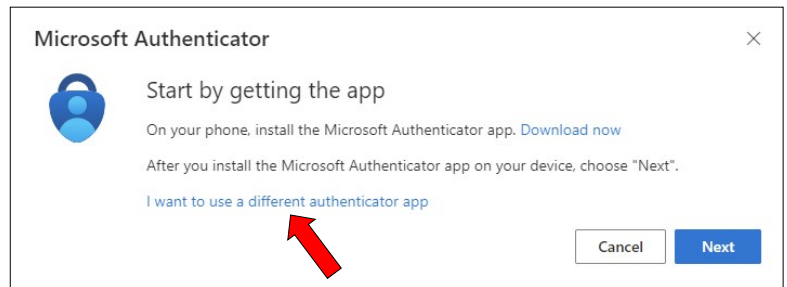 Microsoft Authenticator
Start by getting the app
On your phone, install the Microsoft Authenticator app. Download now
After you install the Microsoft Authenticator app on your device, choose "Next".
I want to use a different authenticator app
Cancel Next